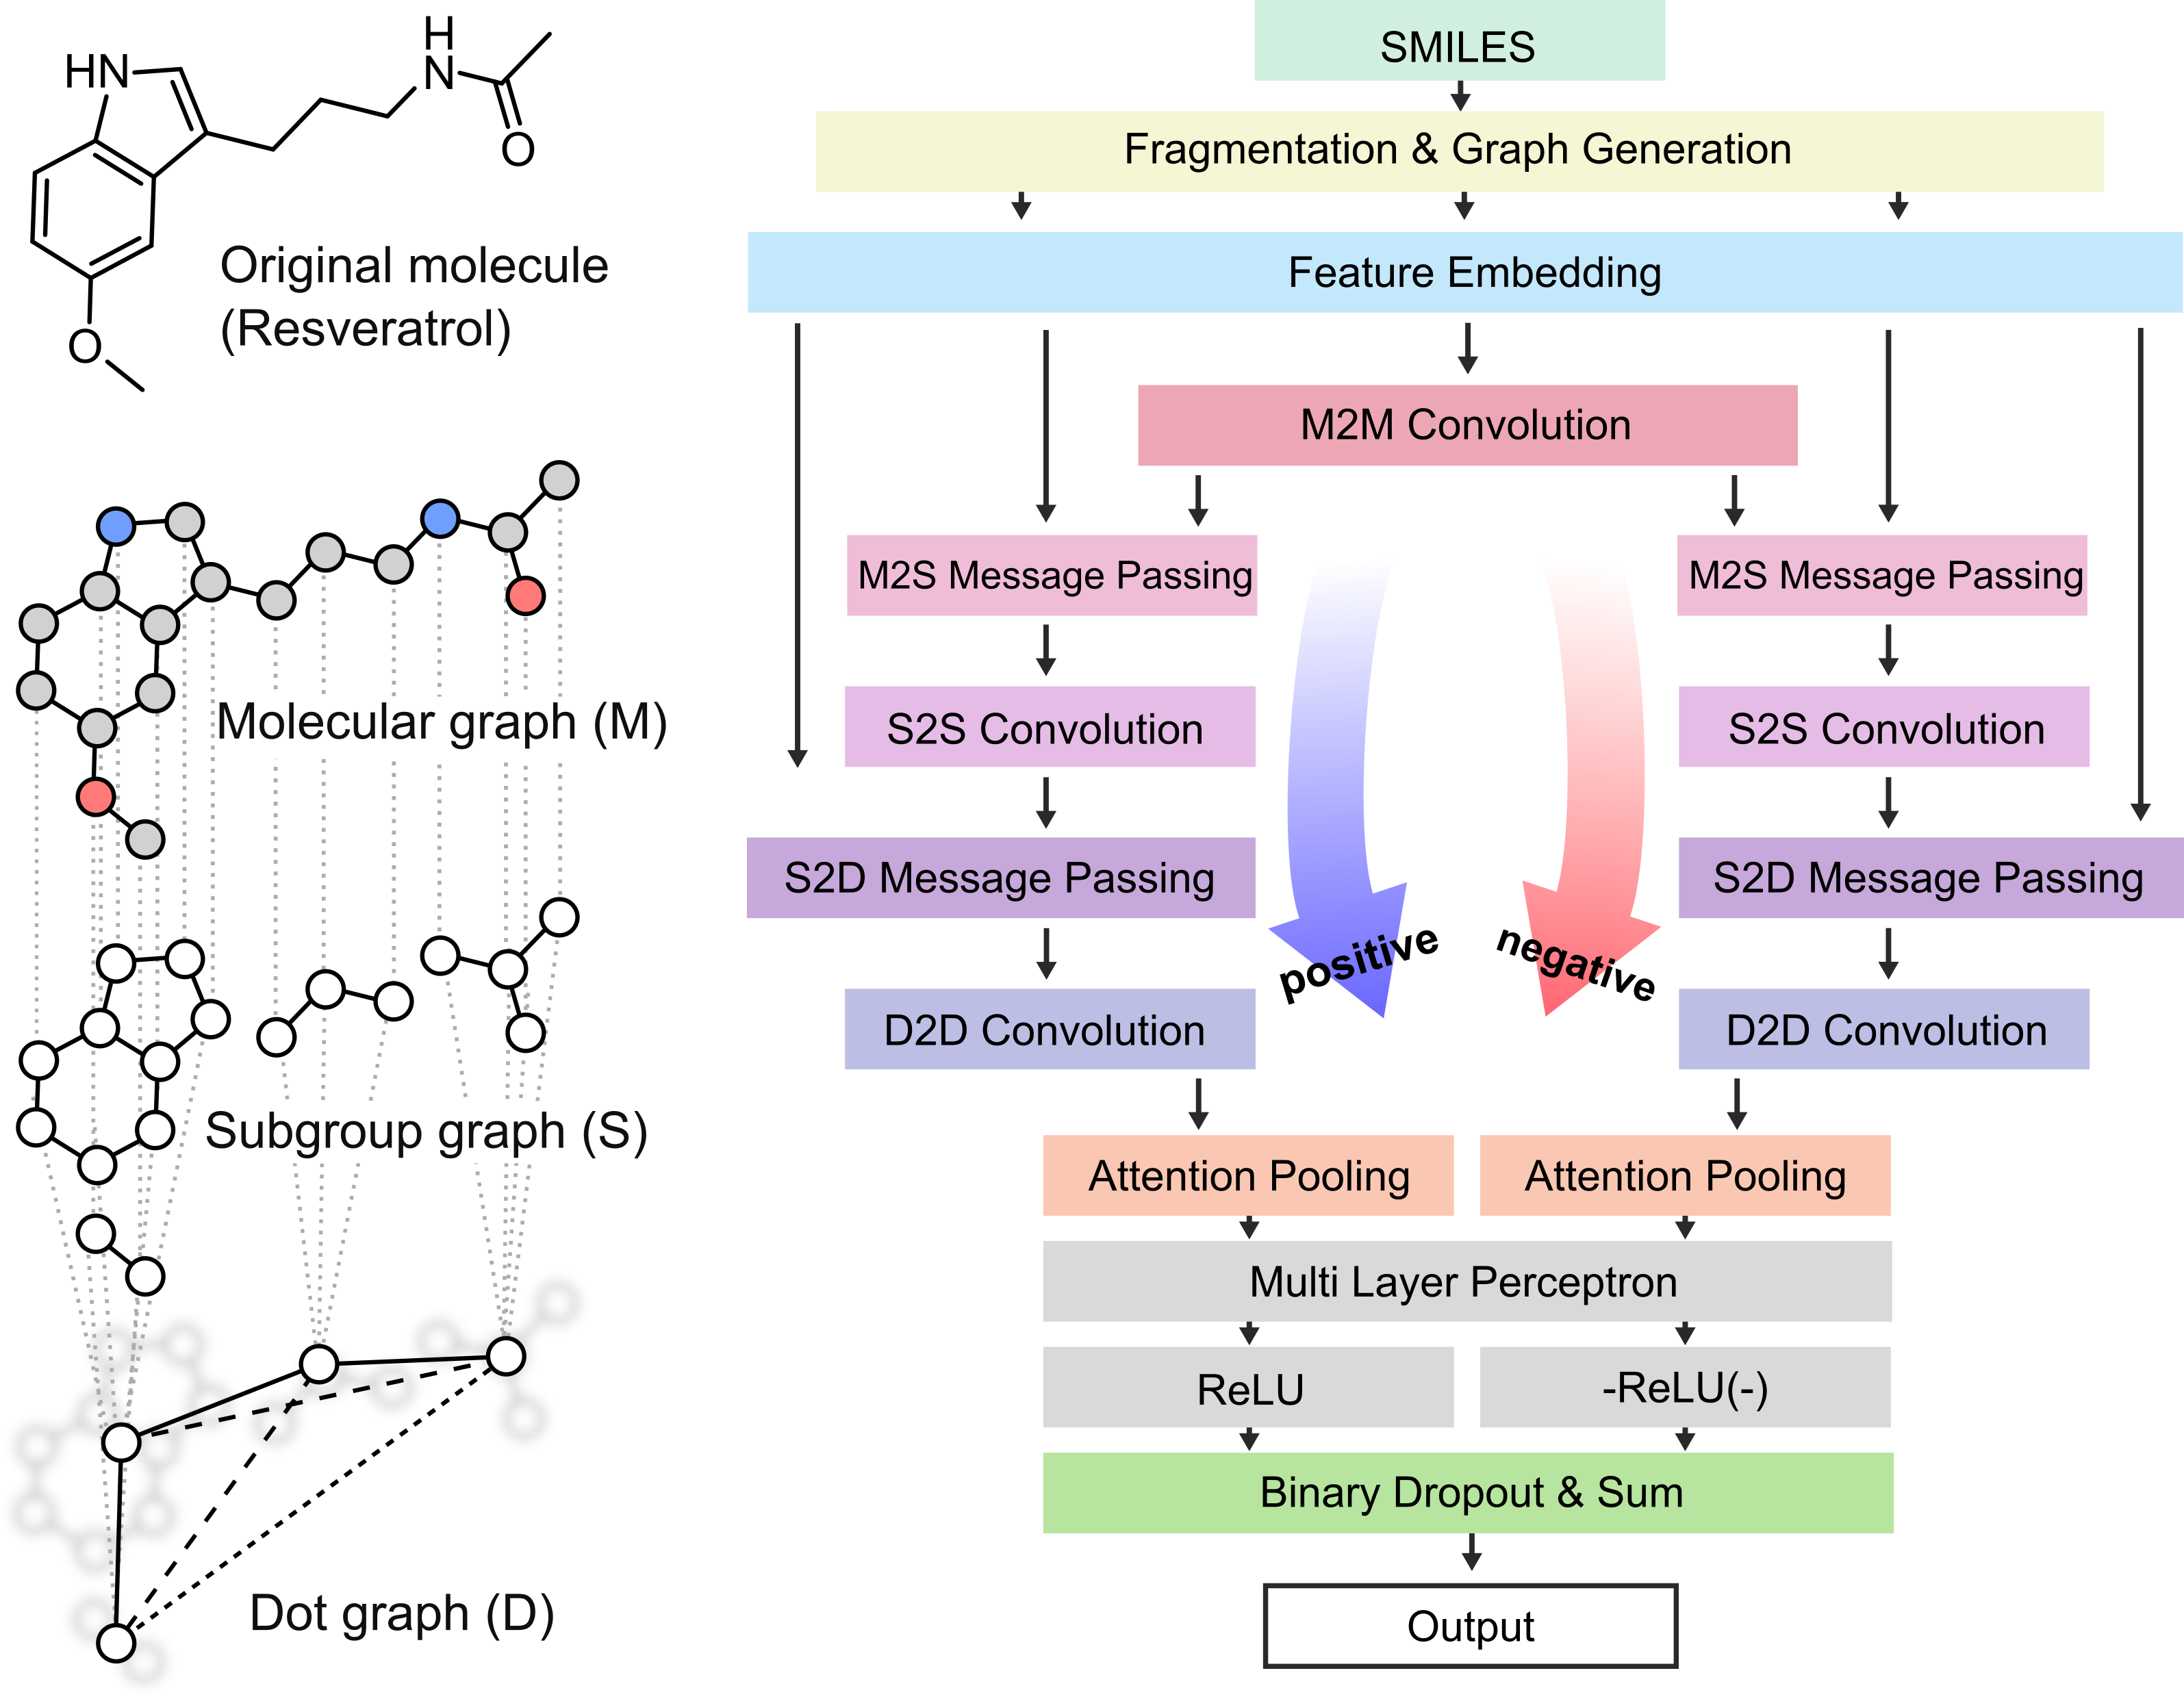 H
HN
N
O
Original molecule
(Resveratrol)
O
Molecular graph (M)
Subgroup graph (S)
Dot graph (D)
SMILES
Fragmentation & Graph Generation
Feature Embedding
M2M Convolution
M2S Message Passing
M2S Message Passing
S2S Convolution
S2S Convolution
S2D Message Passing
S2D Message Passing
positive
negative
D2D Convolution
D2D Convolution
Attention Pooling
Attention Pooling
Multi Layer Perceptron
ReLU
-ReLU(-)
Binary Dropout & Sum
Output